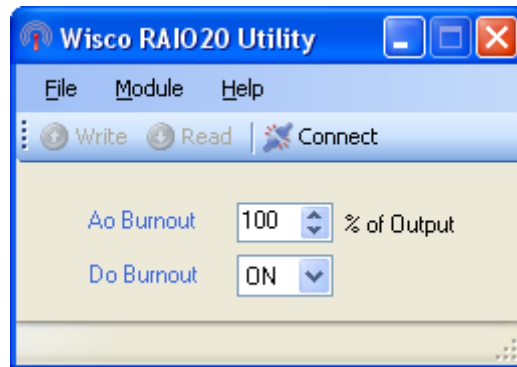 Wisco RAIO20 Utility
File Module Help
Write Read Connect
Ao Burnout 100 % of Output
Do Burnout ON